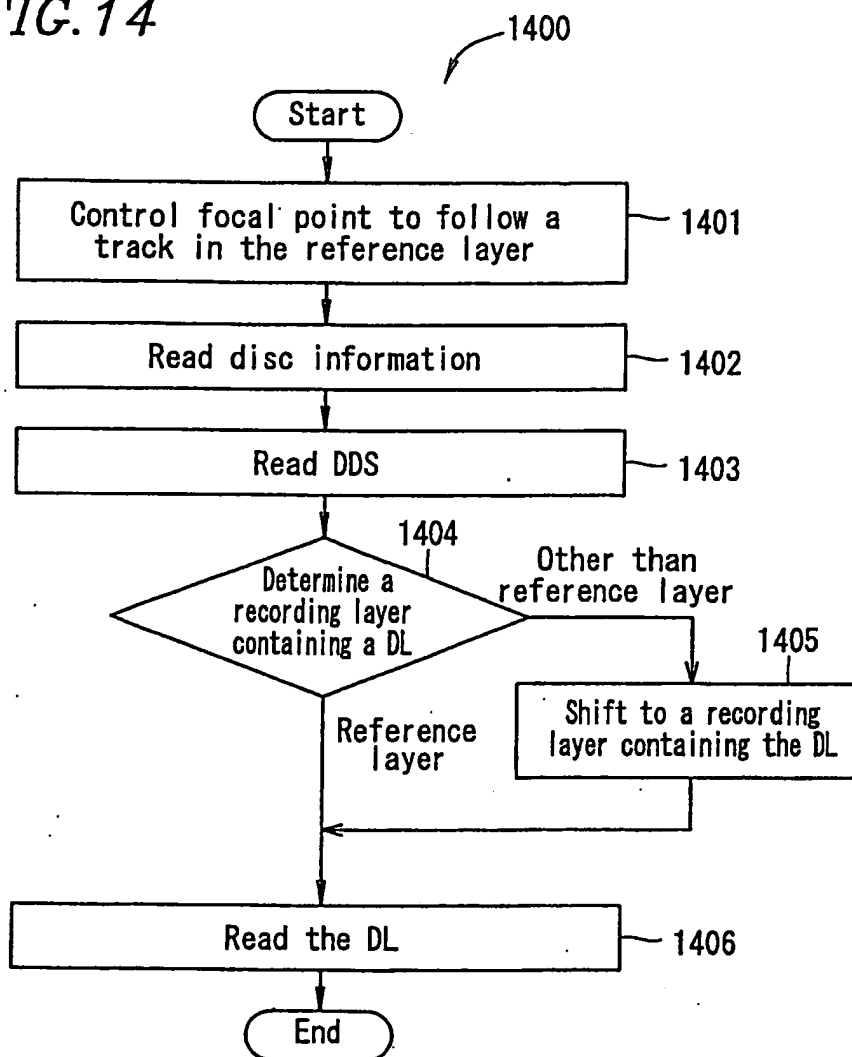 IG. 14
1400
Start
Control focal point to follow a
track in the reference layer
1401
Read disc information
1402
Read DDS
1403
1404
Determine a
recording layer
containing a DL
Other than
reference layer
1405
Shift to a recording
layer containing the DL
Reference
layer
Read the DL
1406
End